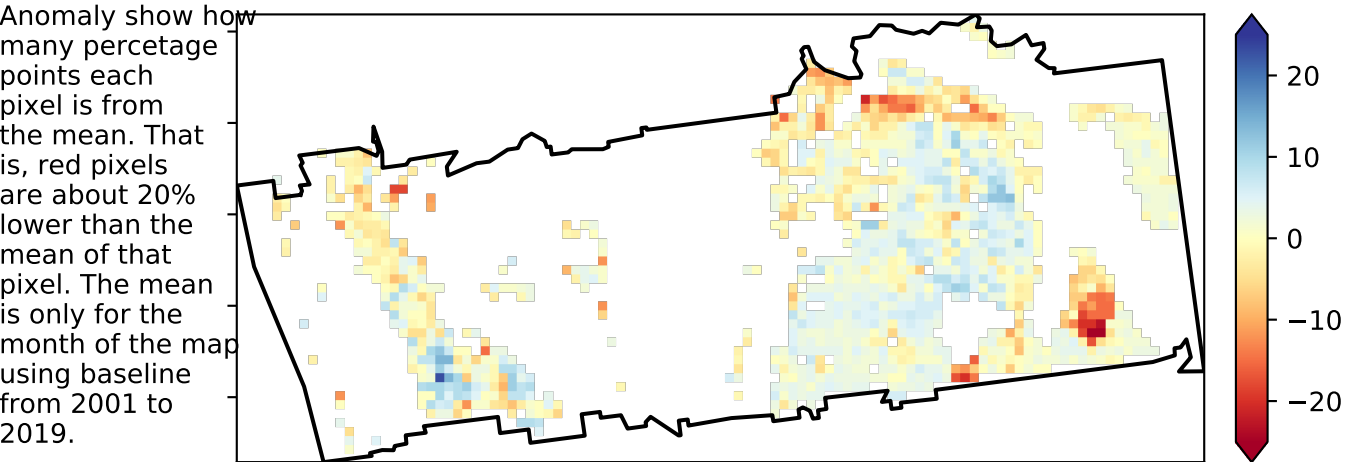 Anomaly show how
many percetage
points each
pixel is from
the mean. That
is, red pixels
are about 20%
lower than the
mean of that
pixel. The mean
is only for the
month of the map
using baseline
from 2001 to
2019.
20
10
0
−10
−20